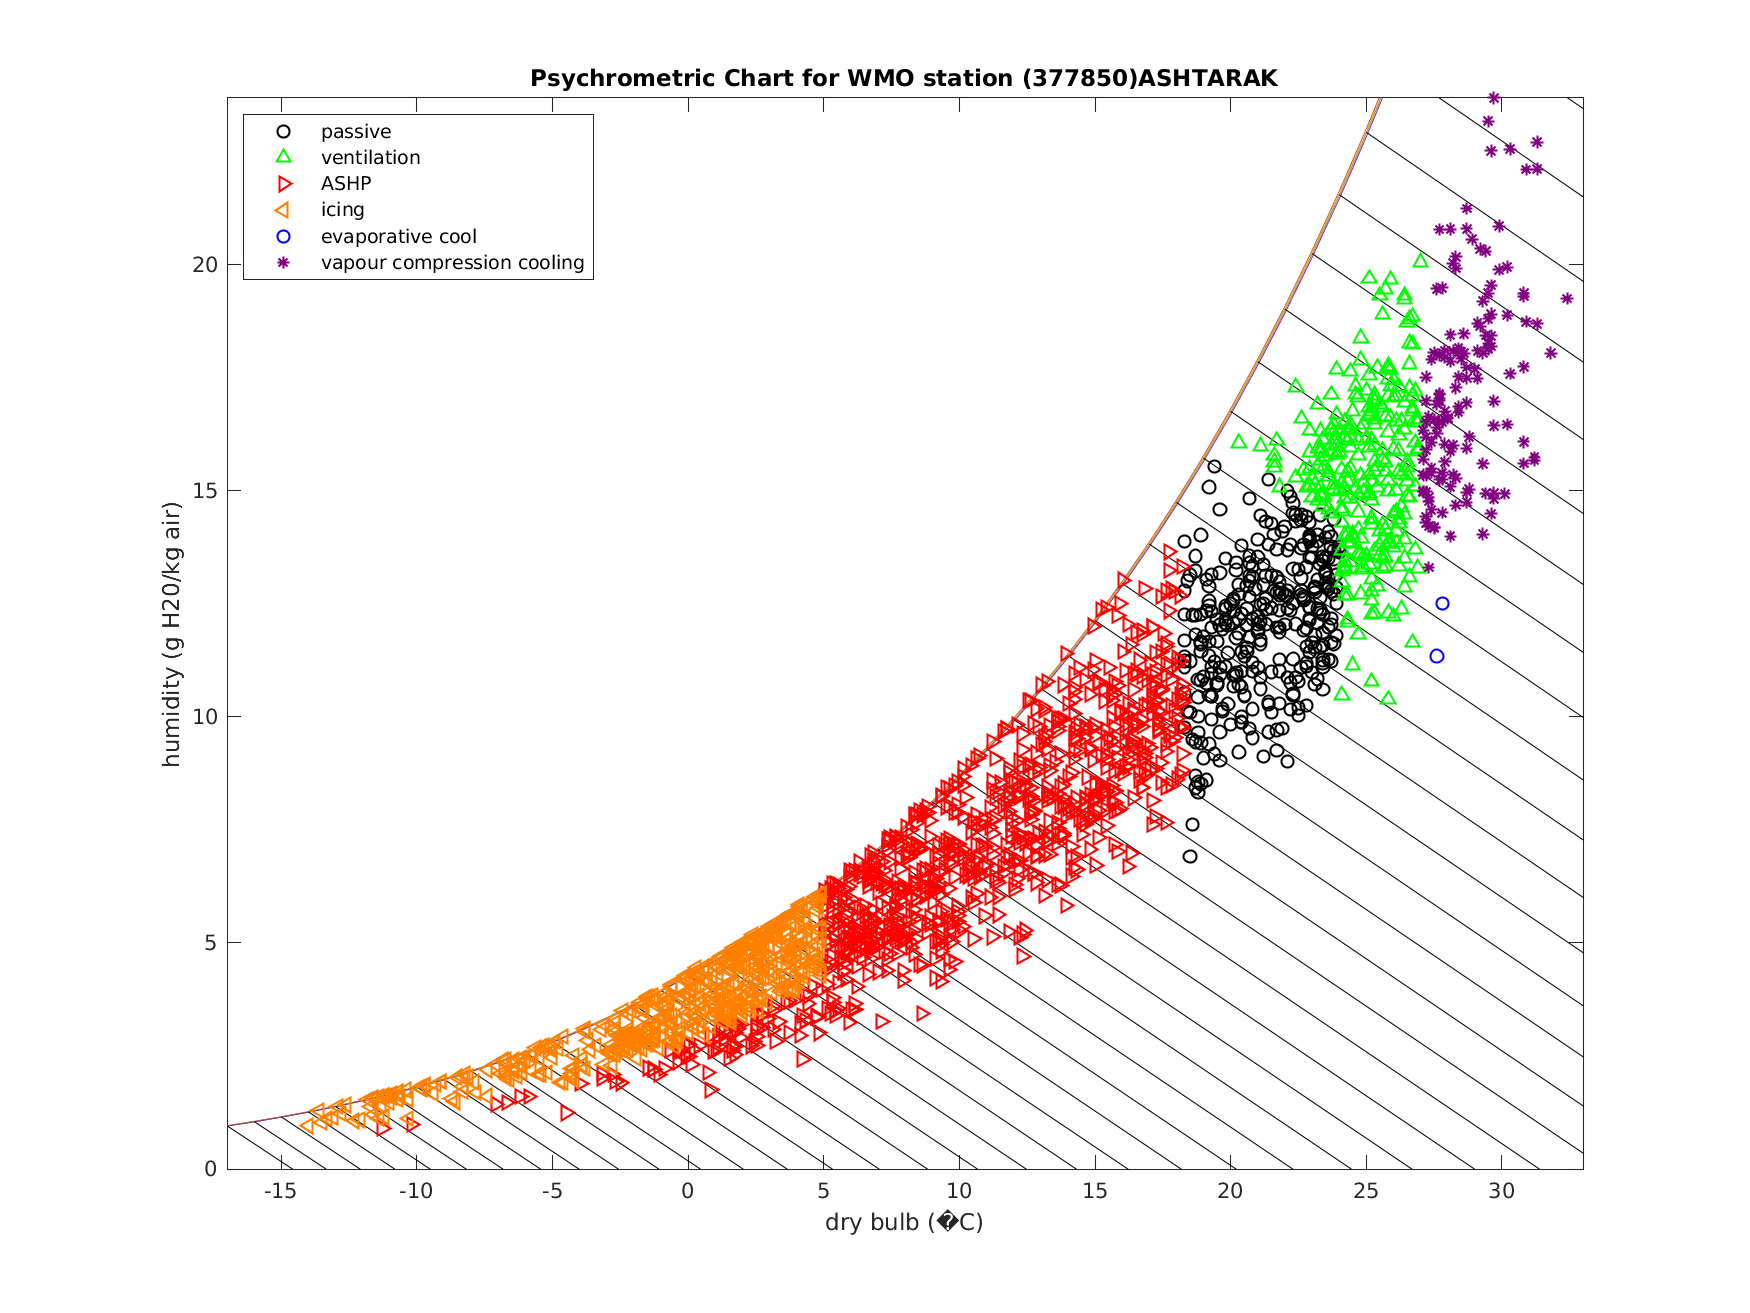 Psychrometric Chart for WMO station (377850)ASHTARAK
passive
ventilation
ASHP
icing
evaporative cool
vapour compression cooling
humidity (g H20/kg air)
20
15
10
5
0
-15 -10 -5 0 5 10 15 20 25 30
dry bulb (�C)